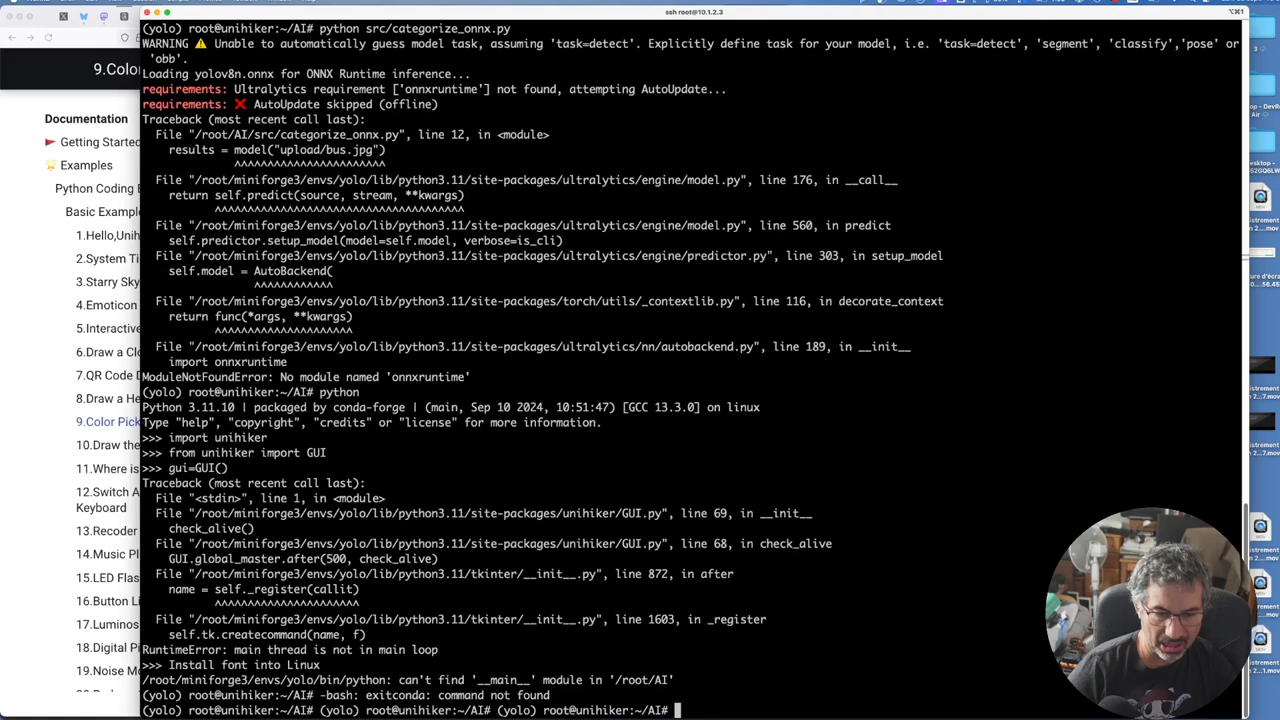 ssh root@10.1.2.3
⌥⌘1
(yolo) root@unihiker:~/AI# python src/categorize_onnx.py
WARNING ⚠️ Unable to automatically guess model task, assuming 'task=detect'. Explicitly define task for your model, i.e. 'task=detect', 'segment', 'classify','pose' or
'obb'.
Loading yolov8n.onnx for ONNX Runtime inference...
requirements: Ultralytics requirement ['onnxruntime'] not found, attempting AutoUpdate...
requirements: ❌ AutoUpdate skipped (offline)
Traceback (most recent call last):
File "/root/AI/src/categorize_onnx.py", line 12, in <module>
results = model("upload/bus.jpg")
^^^^^^^^^^^^^^^^^^^^^^^
File "/root/miniforge3/envs/yolo/lib/python3.11/site-packages/ultralytics/engine/model.py", line 176, in __call__
return self.predict(source, stream, **kwargs)
^^^^^^^^^^^^^^^^^^^^^^^^^^^^^^^^^^^^^^
File "/root/miniforge3/envs/yolo/lib/python3.11/site-packages/ultralytics/engine/model.py", line 560, in predict
self.predictor.setup_model(model=self.model, verbose=is_cli)
File "/root/miniforge3/envs/yolo/lib/python3.11/site-packages/ultralytics/engine/predictor.py", line 303, in setup_model
self.model = AutoBackend(
^^^^^^^^^^^^
File "/root/miniforge3/envs/yolo/lib/python3.11/site-packages/torch/utils/_contextlib.py", line 116, in decorate_context
return func(*args, **kwargs)
^^^^^^^^^^^^^^^^^^^^^
File "/root/miniforge3/envs/yolo/lib/python3.11/site-packages/ultralytics/nn/autobackend.py", line 189, in __init__
import onnxruntime
ModuleNotFoundError: No module named 'onnxruntime'
(yolo) root@unihiker:~/AI# python
Python 3.11.10 | packaged by conda-forge | (main, Sep 10 2024, 10:51:47) [GCC 13.3.0] on linux
Type "help", "copyright", "credits" or "license" for more information.
>>> import unihiker
>>> from unihiker import GUI
>>> gui=GUI()
Traceback (most recent call last):
File "<stdin>", line 1, in <module>
File "/root/miniforge3/envs/yolo/lib/python3.11/site-packages/unihiker/GUI.py", line 69, in __init__
check_alive()
File "/root/miniforge3/envs/yolo/lib/python3.11/site-packages/unihiker/GUI.py", line 68, in check_alive
GUI.global_master.after(500, check_alive)
File "/root/miniforge3/envs/yolo/lib/python3.11/tkinter/__init__.py", line 872, in after
name = self._register(callit)
^^^^^^^^^^^^^^^^^^^^^^
File "/root/miniforge3/envs/yolo/lib/python3.11/tkinter/__init__.py", line 1603, in _register
self.tk.createcommand(name, f)
RuntimeError: main thread is not in main loop
>>> Install font into Linux
/root/miniforge3/envs/yolo/bin/python: can't find '__main__' module in '/root/AI'
(yolo) root@unihiker:~/AI# -bash: exitconda: command not found
(yolo) root@unihiker:~/AI# (yolo) root@unihiker:~/AI# (yolo) root@unihiker:~/AI#
9.Color
Documentation
Getting Started
Examples
Python Coding E
Basic Example
1.Hello,Unih
2.System Ti
3.Starry Sky
4.Emoticon
5.Interactive
6.Draw a Clo
7.QR Code D
8.Draw a He
9.Color Pick
10.Draw the
11.Where is
12.Switch A
Keyboard
13.Recoder
14.Music Pl
15.LED Flas
16.Button Li
17.Luminos
18.Digital Pi
19.Noise Mo